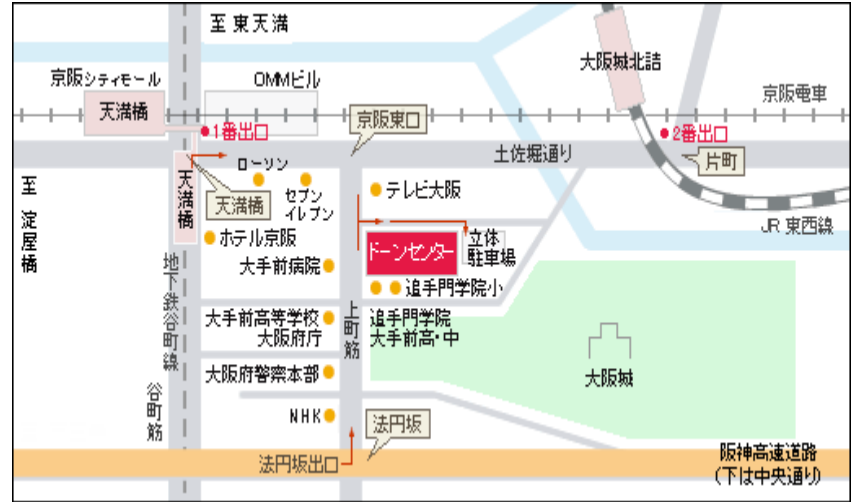 至東天満
大阪城北詰
京阪シティモール
OMMビル
京阪電車
天満橋
京阪東口
●1番出口
●2番出口
土佐堀通り
片町
ローソン
至淀屋橋
天満橋
天満橋
セブン
イレブン
テレビ大阪
JR東西線
ホテル京阪
ドーンセンター
立体
駐車場
大手前病院
追手門学院小
地下鉄谷町線
大手前高等学校
大阪府庁
上町筋
追手門学院
大手前高・中
大阪府警察本部
大阪城
谷町筋
NHK
法円坂
法円坂出口
阪神高速道路
(下は中央通り)